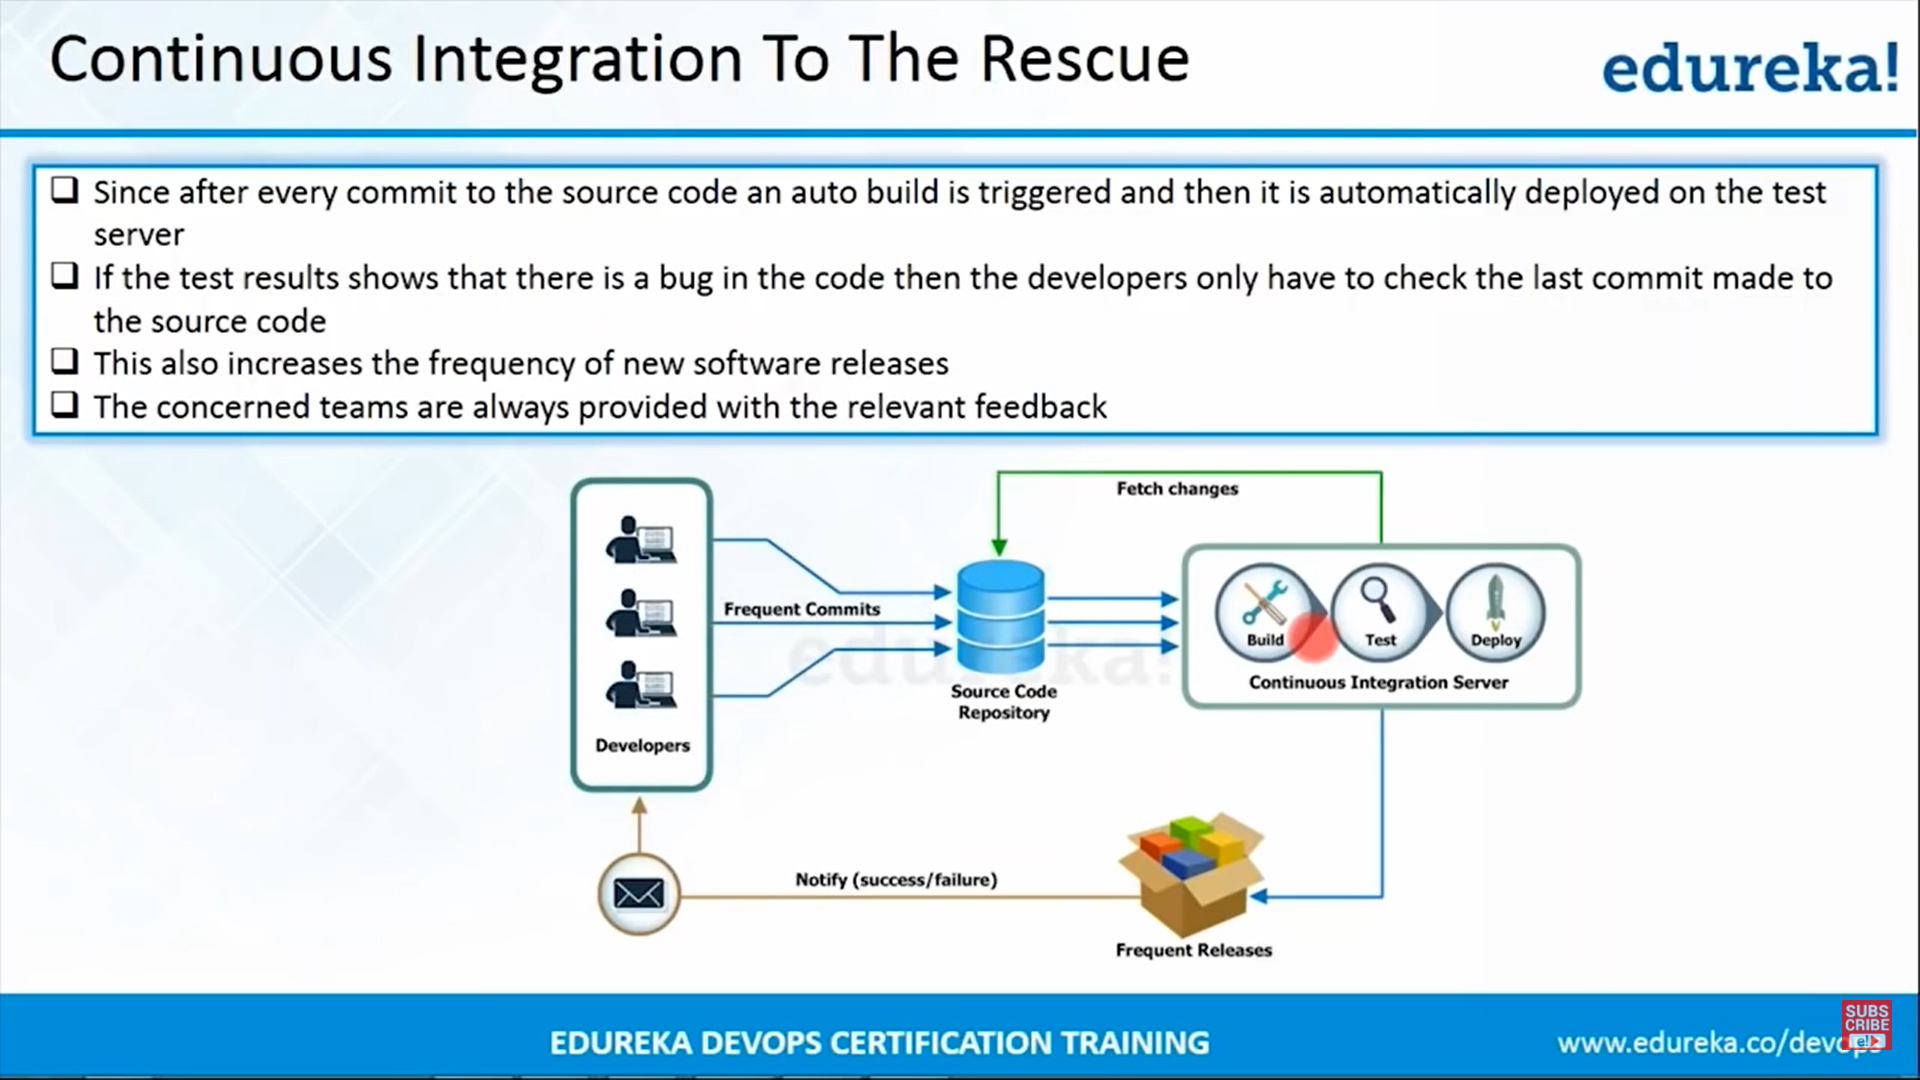 Continuous Integration To The Rescue
edureka!
Since after every commit to the source code an auto build is triggered and then it is automatically deployed on the test
server
If the test results shows that there is a bug in the code then the developers only have to check the last commit made to
the source code
This also increases the frequency of new software releases
The concerned teams are always provided with the relevant feedback
Fetch changes
Frequent Commits
edureka!
Build
Test
Deploy
Continuous Integration Server
Source Code
Repository
Developers
Notify (success/failure)
Frequent Releases
EDUREKA DEVOPS CERTIFICATION TRAINING
www.edureka.co/devops
SUBS
CRIBE
e!